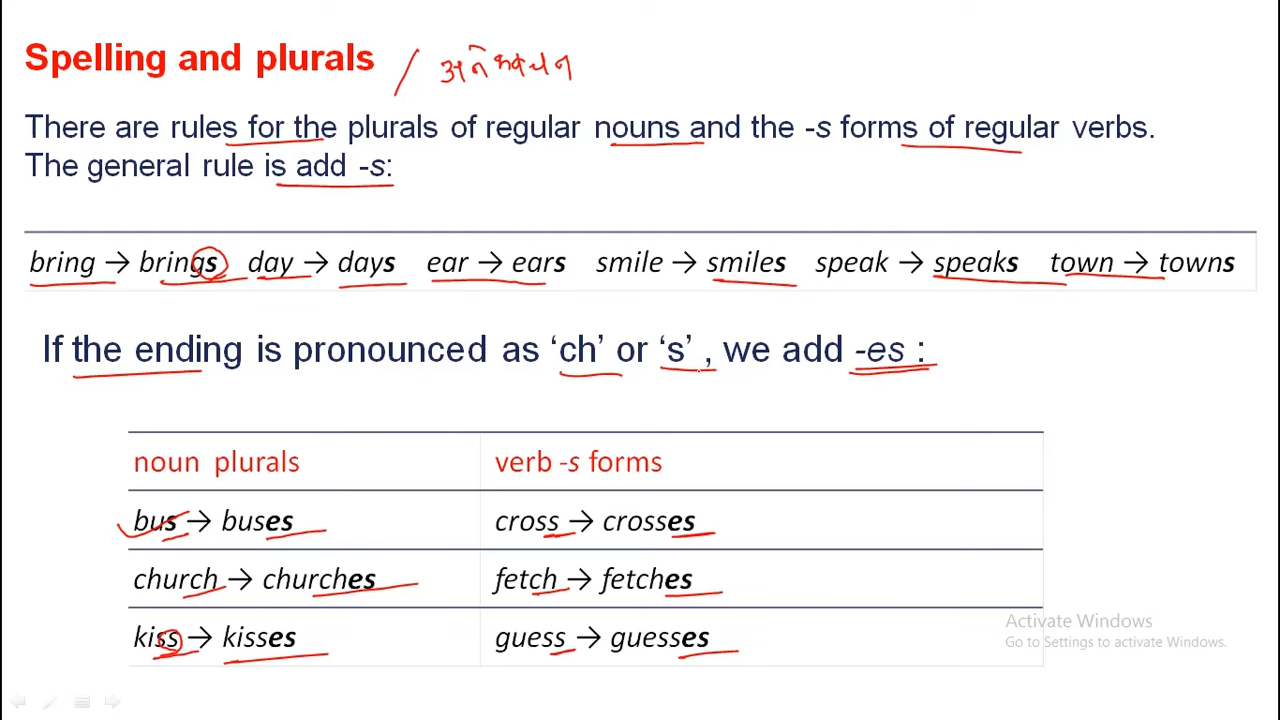 Spelling and plurals / अनेकवचन
There are rules for the plurals of regular nouns and the -s forms of regular verbs.
The general rule is add -s:
bring → brings day → days ear → ears smile → smiles speak → speaks town → towns
If the ending is pronounced as ‘ch’ or ‘s’ , we add -es :
noun plurals verb -s forms
bus → buses cross → crosses
church → churches fetch → fetches
kiss → kisses guess → guesses
Activate Windows
Go to Settings to activate Windows.